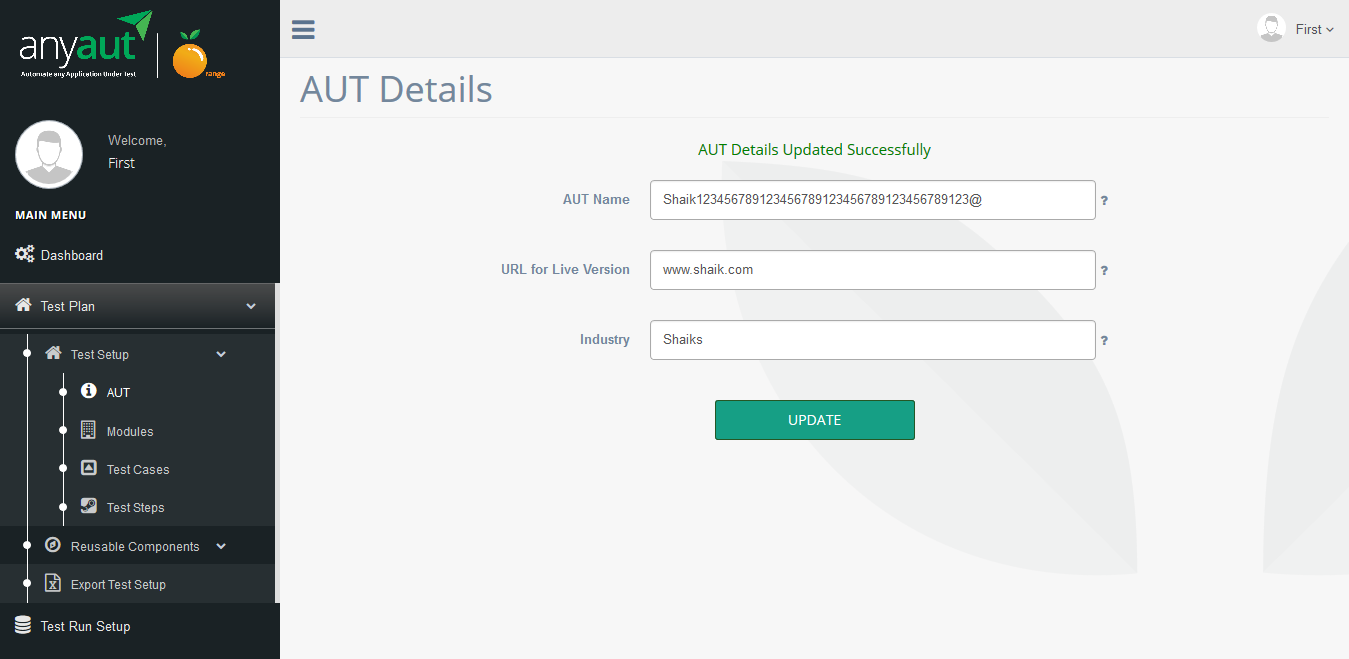 anyaut
Automate any Application Under Test
range
First
Welcome,
First
MAIN MENU
Dashboard
Test Plan
Test Setup
AUT
Modules
Test Cases
Test Steps
Reusable Components
Export Test Setup
Test Run Setup
AUT Details
AUT Details Updated Successfully
AUT Name Shaik123456789123456789123456789123456789123@ ?
URL for Live Version www.shaik.com ?
Industry Shaiks ?
UPDATE